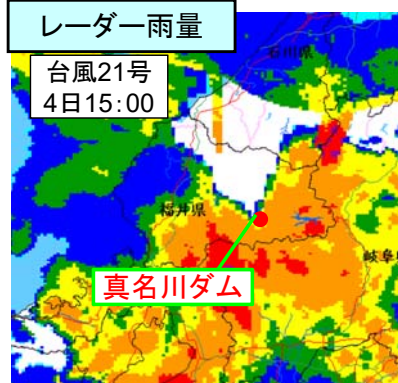 レーダー雨量
台風21号
4日15:00
石川県
福井県
岐阜県
真名川ダム